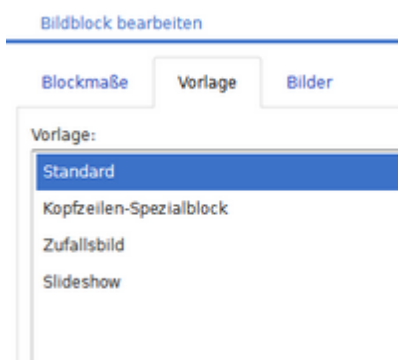 Bildblock bearbeiten
Blockmaße Vorlage Bilder
Vorlage:
Standard
Kopfzeilen-Spezialblock
Zufallsbild
Slideshow